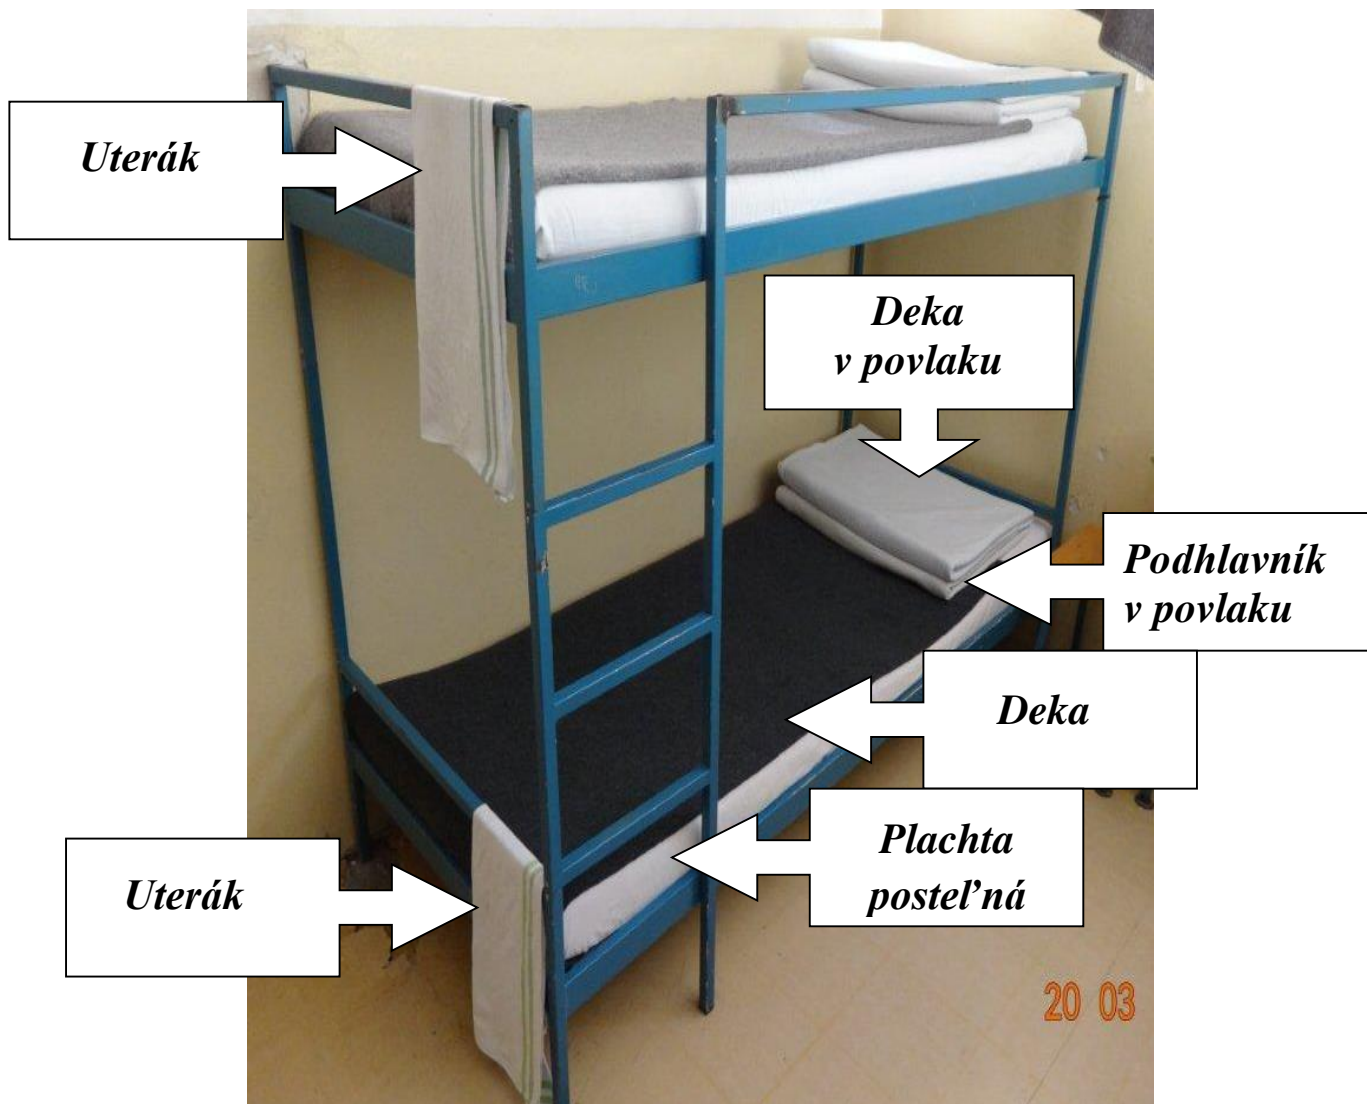 Uterák
Deka
v povlaku
Podhlavník
v povlaku
Deka
Plachta
posteľná
Uterák
20 03